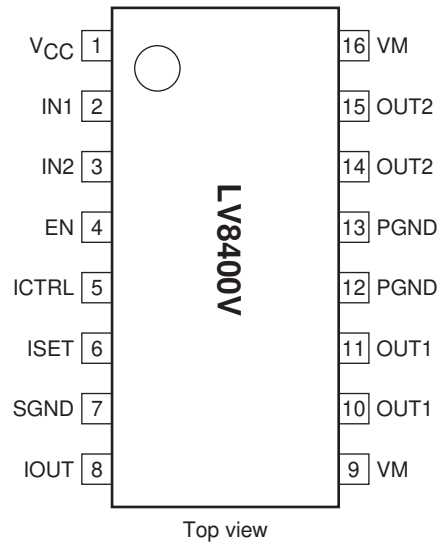 VCC 1 16 VM
IN1 2 15 OUT2
IN2 3 14 OUT2
EN 4 13 PGND
ICTRL 5 12 PGND
ISET 6 11 OUT1
SGND 7 10 OUT1
IOUT 8 9 VM
LV8400V
Top view